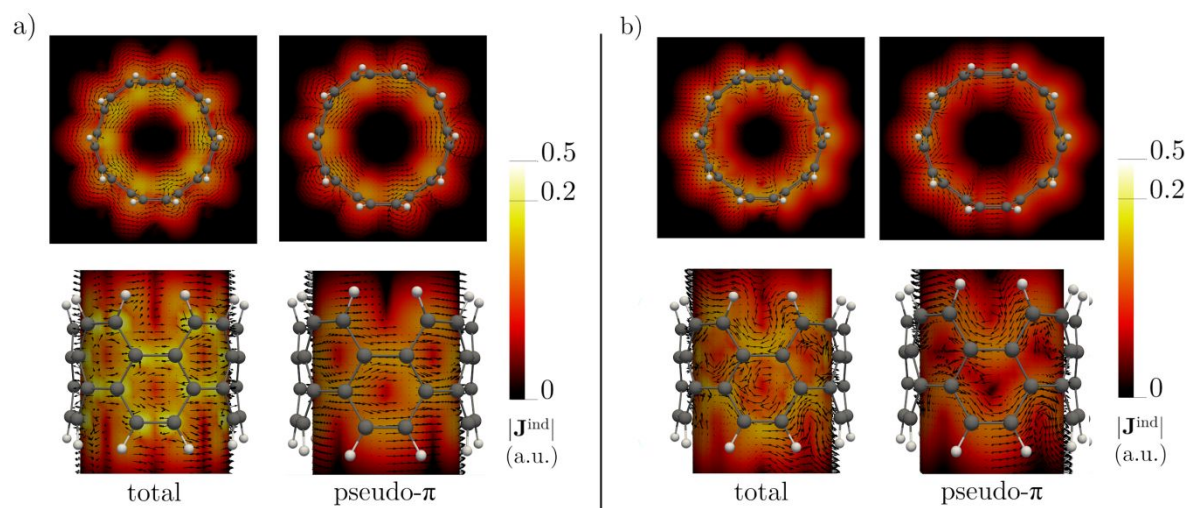 a)
0.5
0.2
0
|J^ind|
(a.u.)
total
pseudo-π
b)
0.5
0.2
0
|J^ind|
(a.u.)
total
pseudo-π